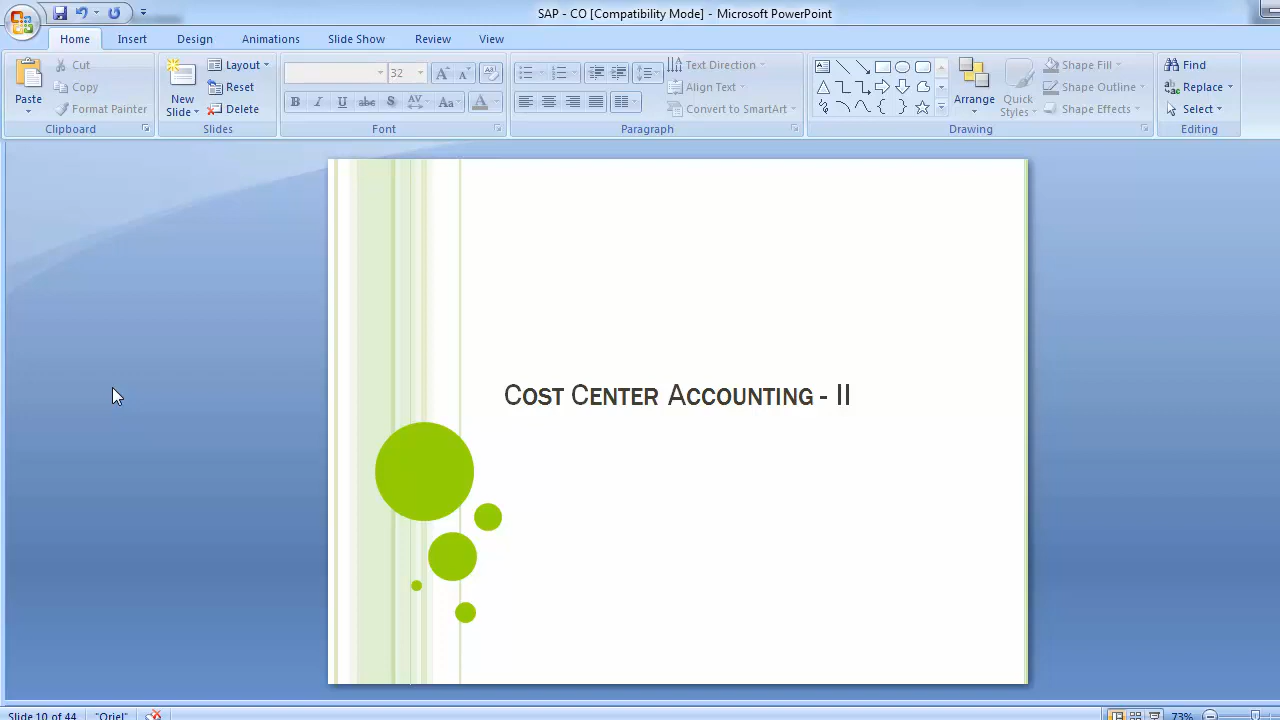 SAP - CO [Compatibility Mode] - Microsoft PowerPoint
Home Insert Design Animations Slide Show Review View
Paste
Cut
Copy
Format Painter
Clipboard
New
Slide
Layout
Reset
Delete
Slides
32
Font
Text Direction
Align Text
Convert to SmartArt
Paragraph
Arrange
Quick
Styles
Shape Fill
Shape Outline
Shape Effects
Drawing
Find
Replace
Select
Editing
COST CENTER ACCOUNTING - II
Slide 10 of 44 "Oriel" 73%